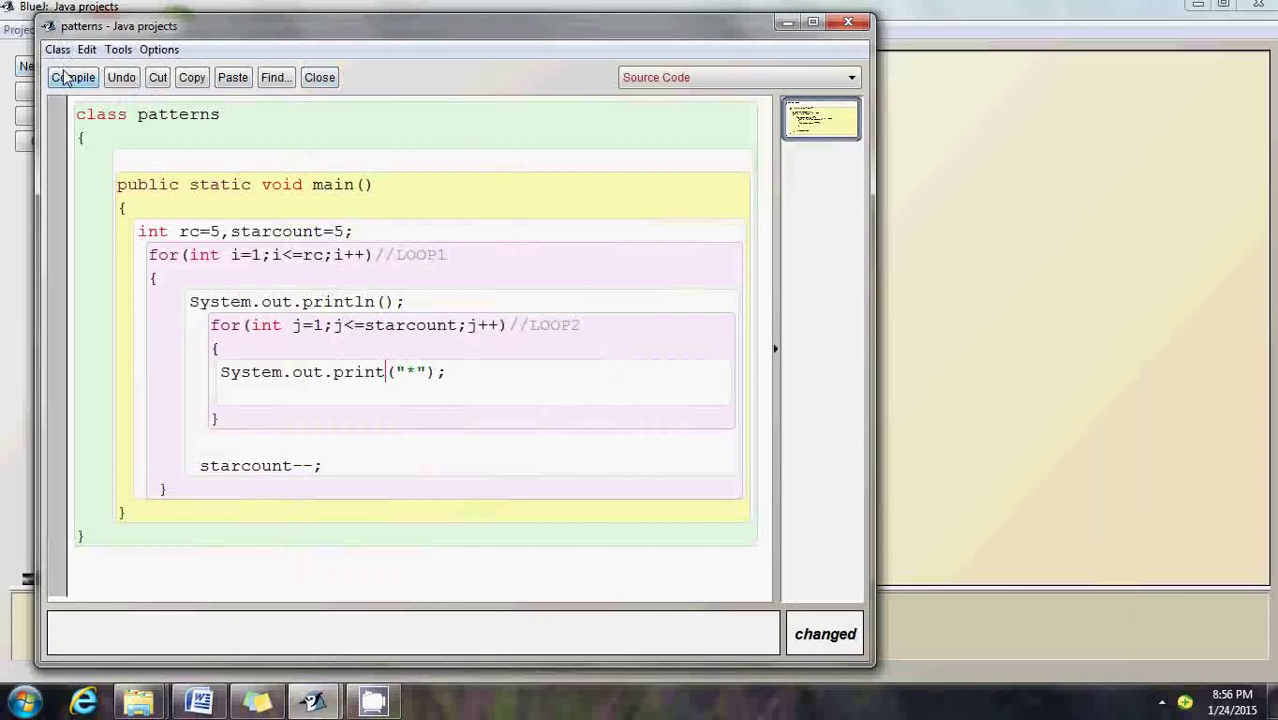 BlueJ: Java projects
patterns - Java projects
Class Edit Tools Options
Compile Undo Cut Copy Paste Find... Close Source Code
class patterns
{
public static void main()
{
int rc=5,starcount=5;
for(int i=1;i<=rc;i++)//LOOP1
{
System.out.println();
for(int j=1;j<=starcount;j++)//LOOP2
{
System.out.print("*");
}
starcount--;
}
}
}
changed
8:56 PM
1/24/2015